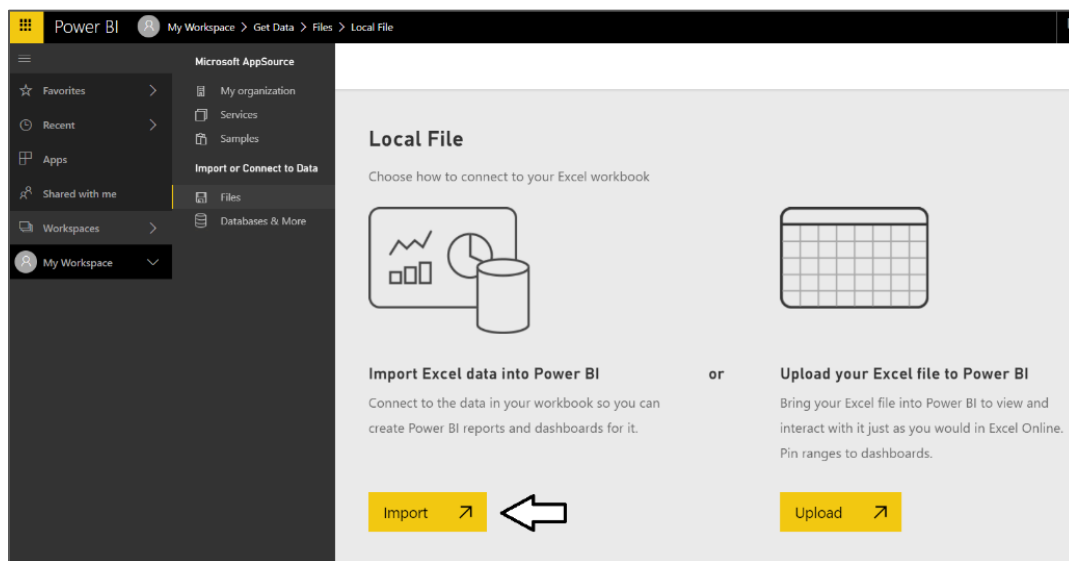 Power BI
My Workspace > Get Data > Files > Local File
Favorites
Recent
Apps
Shared with me
Workspaces
My Workspace
Microsoft AppSource
My organization
Services
Samples
Import or Connect to Data
Files
Databases & More
Local File
Choose how to connect to your Excel workbook
Import Excel data into Power BI
Connect to the data in your workbook so you can
create Power BI reports and dashboards for it.
Import
or
Upload your Excel file to Power BI
Bring your Excel file into Power BI to view and
interact with it just as you would in Excel Online.
Pin ranges to dashboards.
Upload